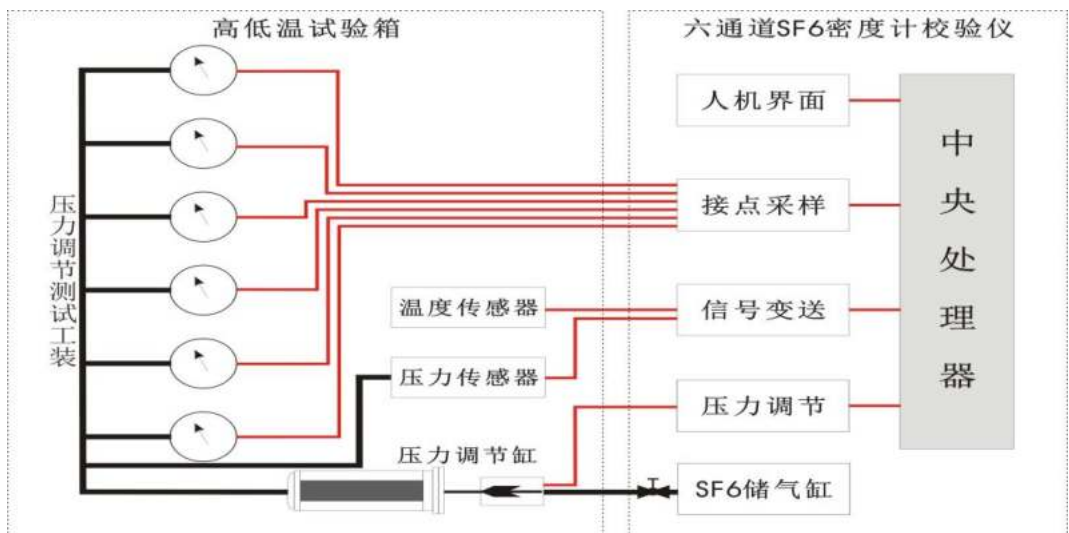 高低温试验箱
六通道SF6密度计校验仪
压力调节测试工装
人机界面
接点采样
温度传感器
信号变送
压力传感器
压力调节
压力调节缸
SF6储气缸
中央处理器